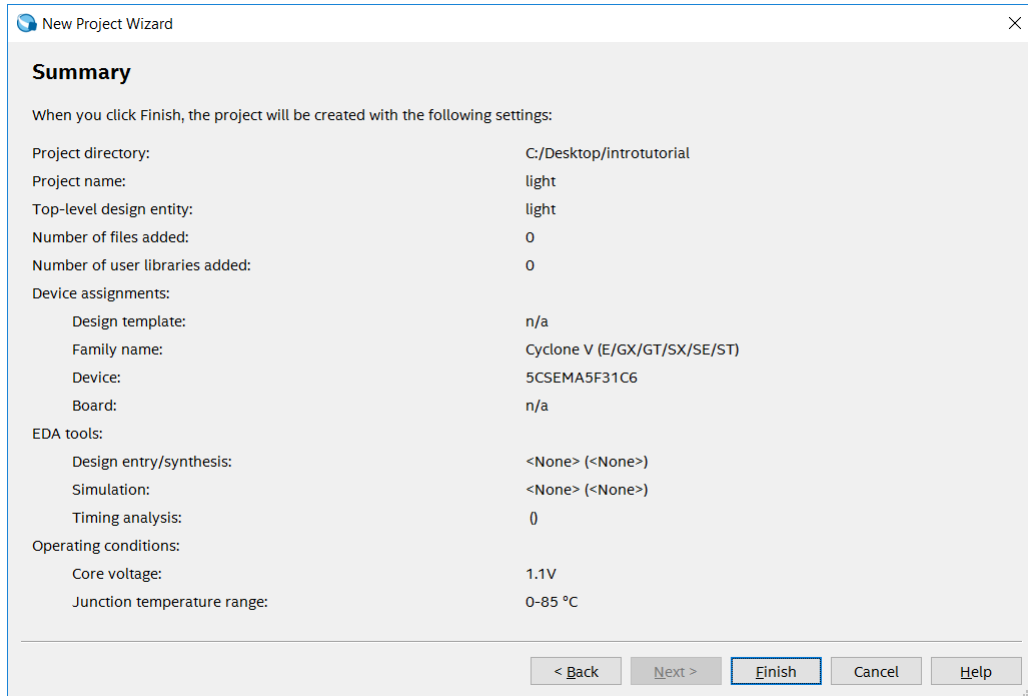 New Project Wizard
Summary
When you click Finish, the project will be created with the following settings:
Project directory: C:/Desktop/introtutorial
Project name: light
Top-level design entity: light
Number of files added: 0
Number of user libraries added: 0
Device assignments:
Design template: n/a
Family name: Cyclone V (E/GX/GT/SX/SE/ST)
Device: 5CSEMA5F31C6
Board: n/a
EDA tools:
Design entry/synthesis: <None> (<None>)
Simulation: <None> (<None>)
Timing analysis: ()
Operating conditions:
Core voltage: 1.1V
Junction temperature range: 0-85 °C
< Back Next > Finish Cancel Help